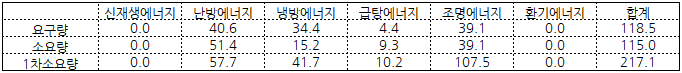 신재생에너지 난방에너지 냉방에너지 급탕에너지 조명에너지 환기에너지 합계
요구량 0.0 40.6 34.4 4.4 39.1 0.0 118.5
소요량 0.0 51.4 15.2 9.3 39.1 0.0 115.0
1차소요량 0.0 57.7 41.7 10.2 107.5 0.0 217.1